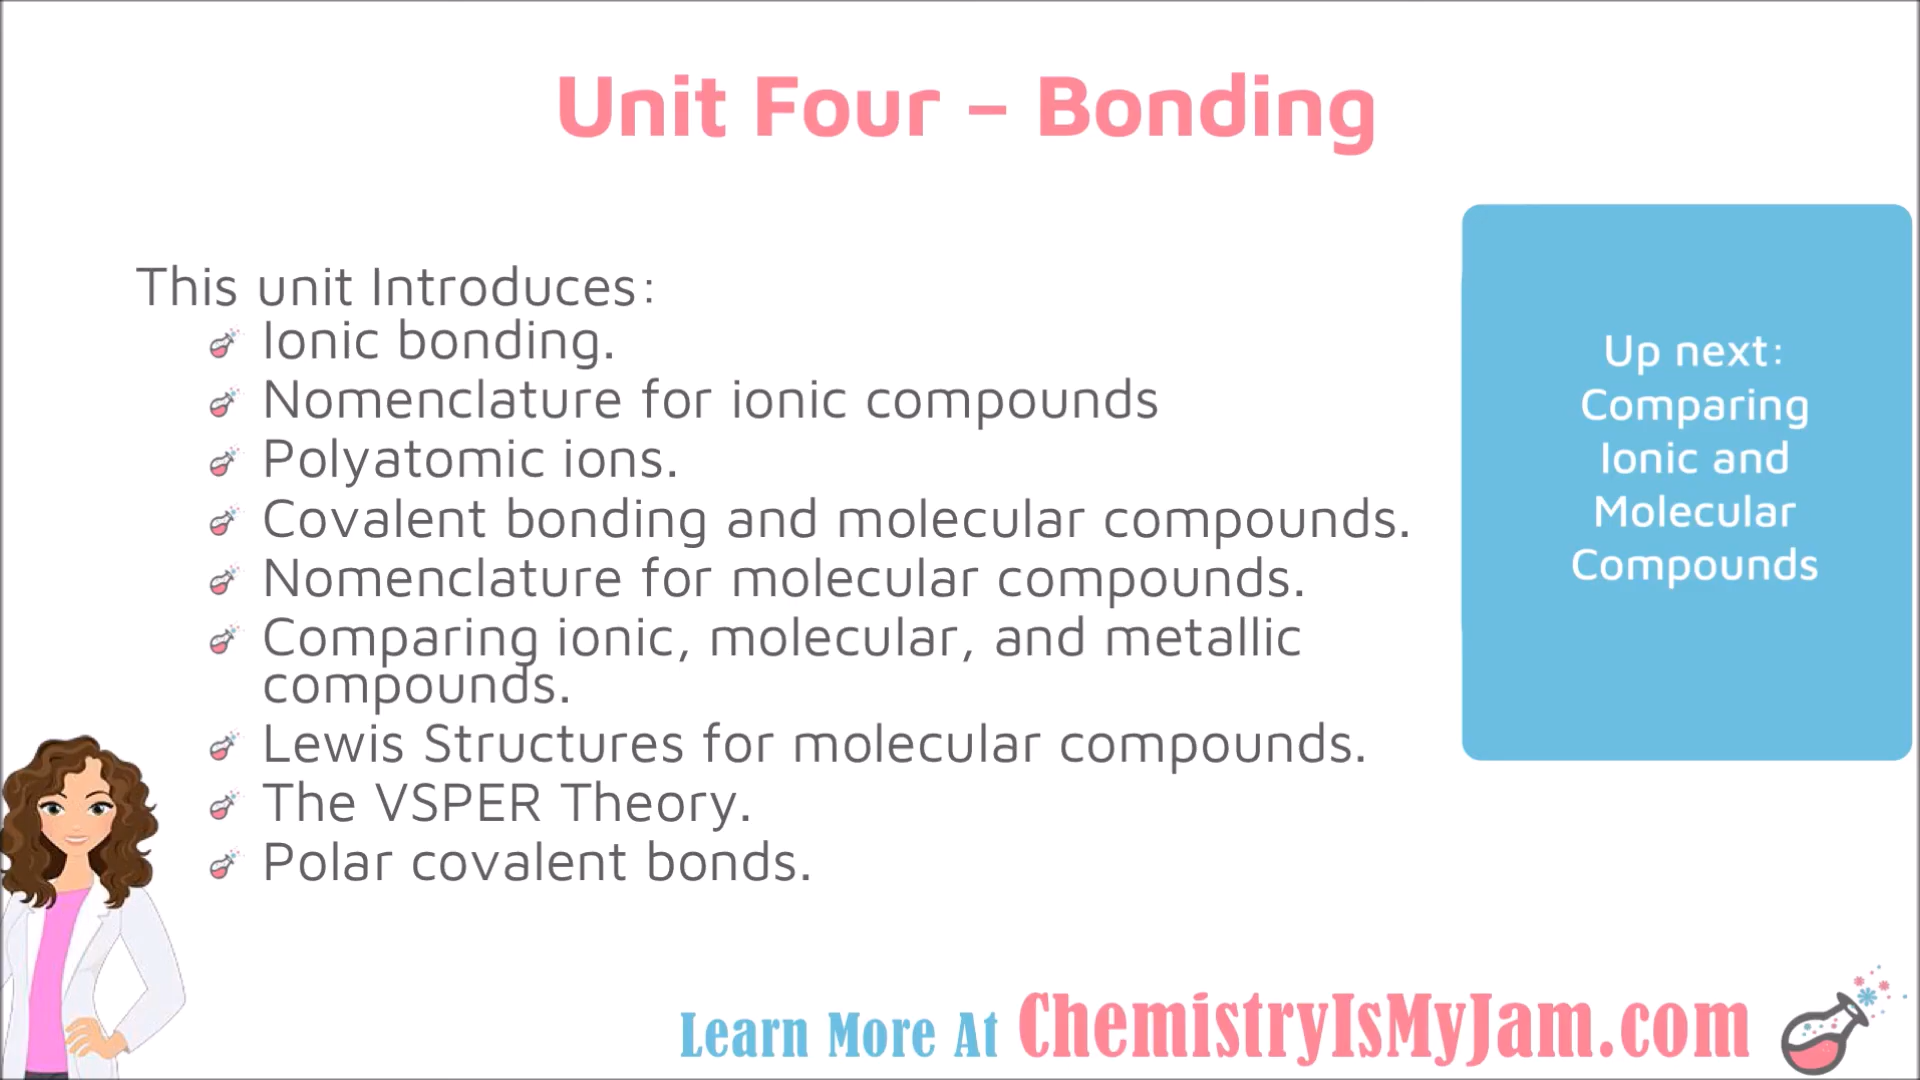 Unit Four – Bonding
This unit Introduces:
Ionic bonding.
Nomenclature for ionic compounds
Polyatomic ions.
Covalent bonding and molecular compounds.
Nomenclature for molecular compounds.
Comparing ionic, molecular, and metallic
compounds.
Lewis Structures for molecular compounds.
The VSPER Theory.
Polar covalent bonds.
Up next:
Comparing
Ionic and
Molecular
Compounds
Learn More At ChemistryIsMyJam.com